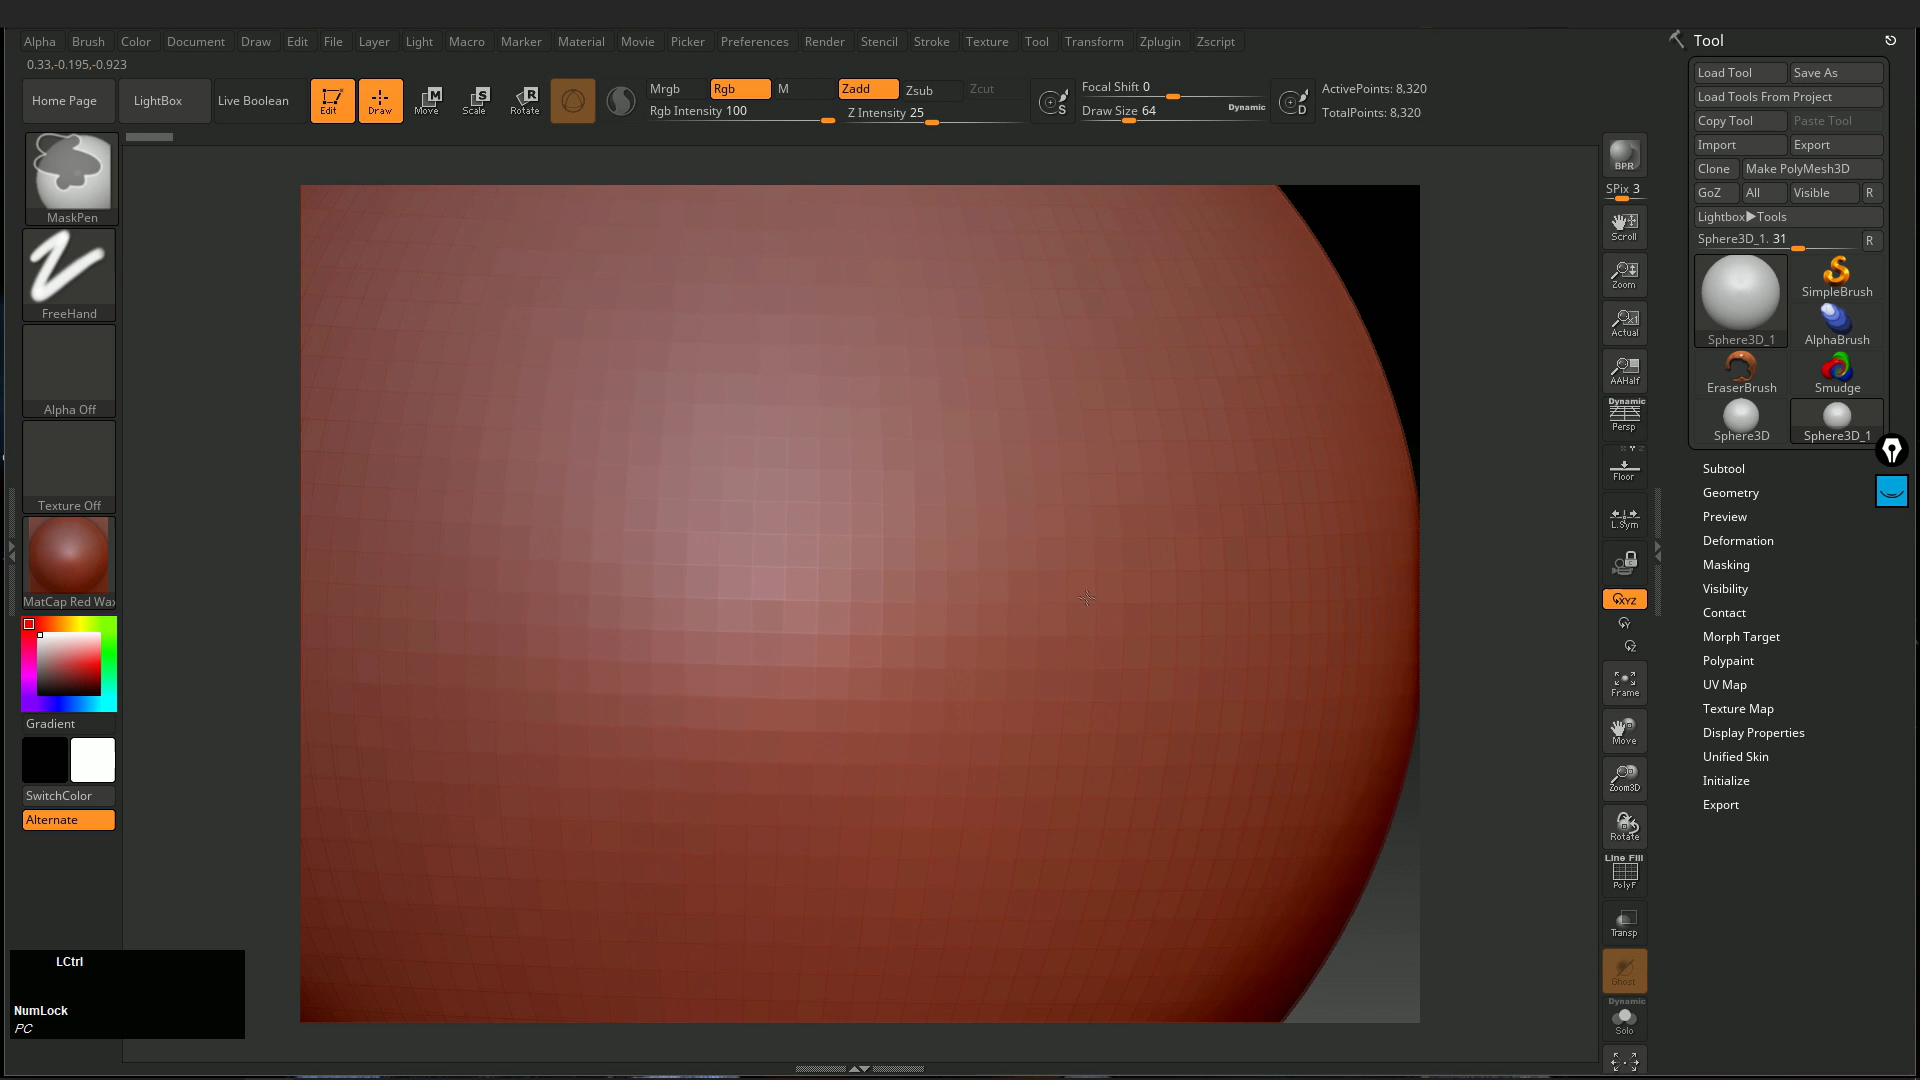 Alpha Brush Color Document Draw Edit File Layer Light Macro Marker Material Movie Picker Preferences Render Stencil Stroke Texture Tool Transform Zplugin Zscript
0.33,-0.195,-0.923
Home Page
LightBox
Live Boolean
Edit
Draw
Move
Scale
Rotate
Mrgb Rgb M
Rgb Intensity 100
Zadd Zsub Zcut
Z Intensity 25
S
Focal Shift 0
Draw Size 64
Dynamic
D
ActivePoints: 8,320
TotalPoints: 8,320
MaskPen
FreeHand
Alpha Off
Texture Off
MatCap Red Wax
Gradient
SwitchColor
Alternate
LCtrl
NumLock
PC
BPR
SPix 3
Scroll
Zoom
Actual
AAHalf
Dynamic
Persp
Floor
L.Sym
XYZ
Y
Z
Frame
Move
Zoom3D
Rotate
Line Fill
PolyF
Transp
Ghost
Dynamic
Solo
Tool
Load Tool
Save As
Load Tools From Project
Copy Tool
Paste Tool
Import
Export
Clone
Make PolyMesh3D
GoZ
All
Visible
R
Lightbox▶Tools
Sphere3D_1. 31
R
Sphere3D_1
SimpleBrush
AlphaBrush
EraserBrush
Smudge
Sphere3D
Sphere3D_1
Subtool
Geometry
Preview
Deformation
Masking
Visibility
Contact
Morph Target
Polypaint
UV Map
Texture Map
Display Properties
Unified Skin
Initialize
Export